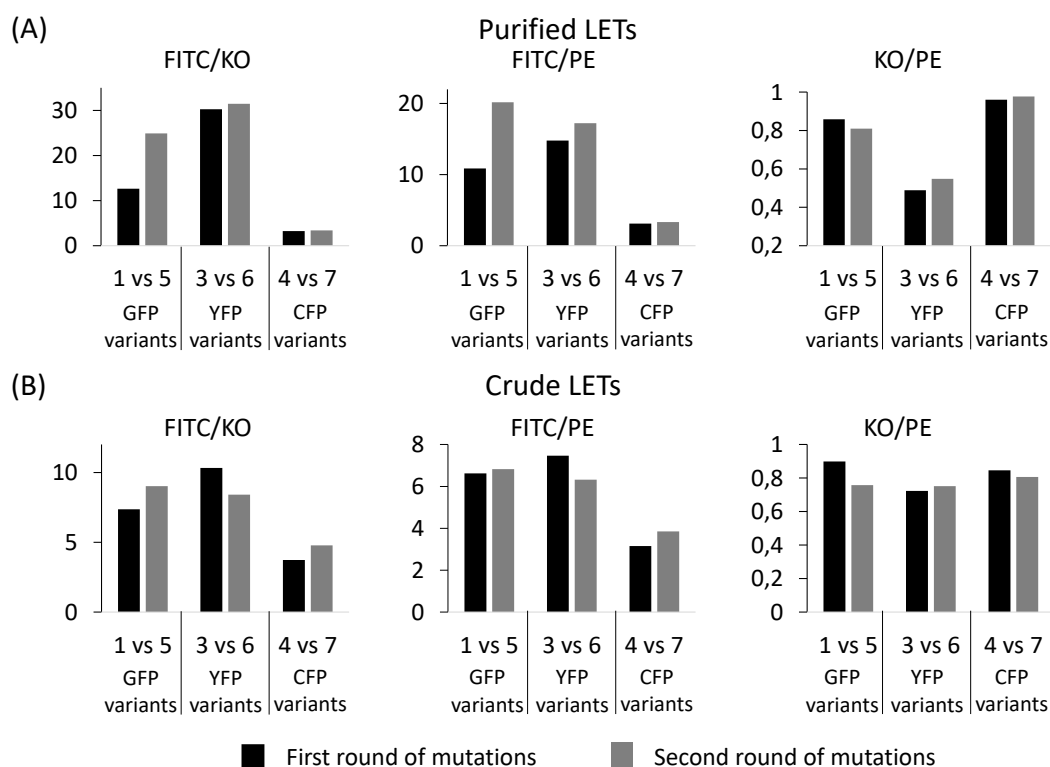 (A)
Purified LETs
FITC/KO
FITC/PE
KO/PE
30
20
10
0
20
10
0
1
0,8
0,6
0,4
0,2
1 vs 5
3 vs 6
4 vs 7
GFP
YFP
CFP
variants
variants
variants
1 vs 5
3 vs 6
4 vs 7
GFP
YFP
CFP
variants
variants
variants
1 vs 5
3 vs 6
4 vs 7
GFP
YFP
CFP
variants
variants
variants
(B)
Crude LETs
FITC/KO
FITC/PE
KO/PE
10
5
0
8
6
4
2
0
1
0,8
0,6
0,4
0,2
0
1 vs 5
3 vs 6
4 vs 7
GFP
YFP
CFP
variants
variants
variants
1 vs 5
3 vs 6
4 vs 7
GFP
YFP
CFP
variants
variants
variants
1 vs 5
3 vs 6
4 vs 7
GFP
YFP
CFP
variants
variants
variants
First round of mutations
Second round of mutations